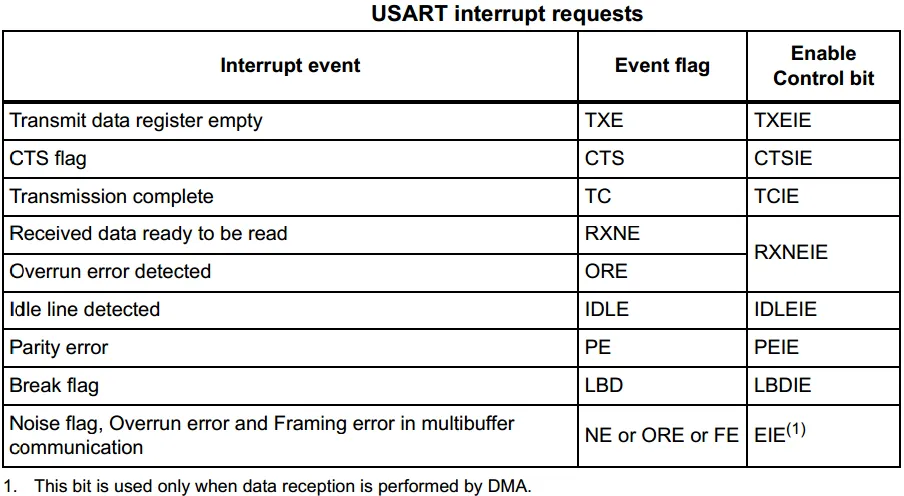 USART interrupt requests
Interrupt event Event flag Enable
Control bit
Transmit data register empty TXE TXEIE
CTS flag CTS CTSIE
Transmission complete TC TCIE
Received data ready to be read RXNE RXNEIE
Overrun error detected ORE
Idle line detected IDLE IDLEIE
Parity error PE PEIE
Break flag LBD LBDIE
Noise flag, Overrun error and Framing error in multibuffer
communication NE or ORE or FE EIE(1)
1. This bit is used only when data reception is performed by DMA.